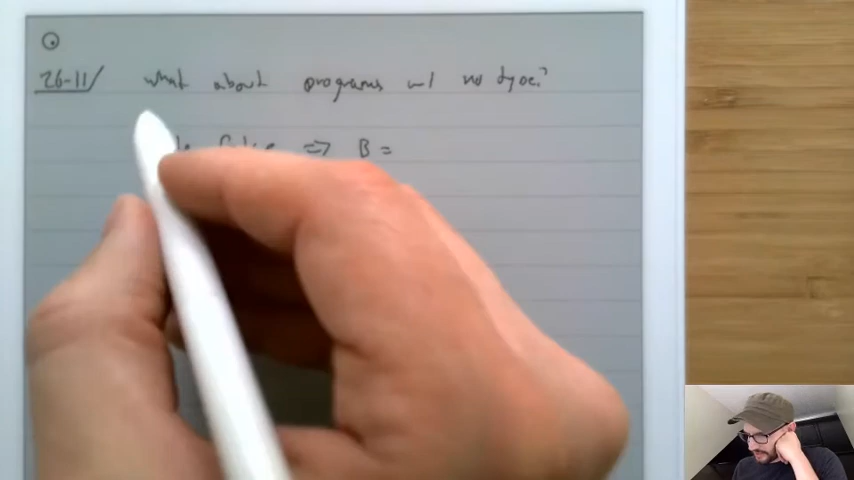 26-11/ what about programs w/ no type?
=> B =